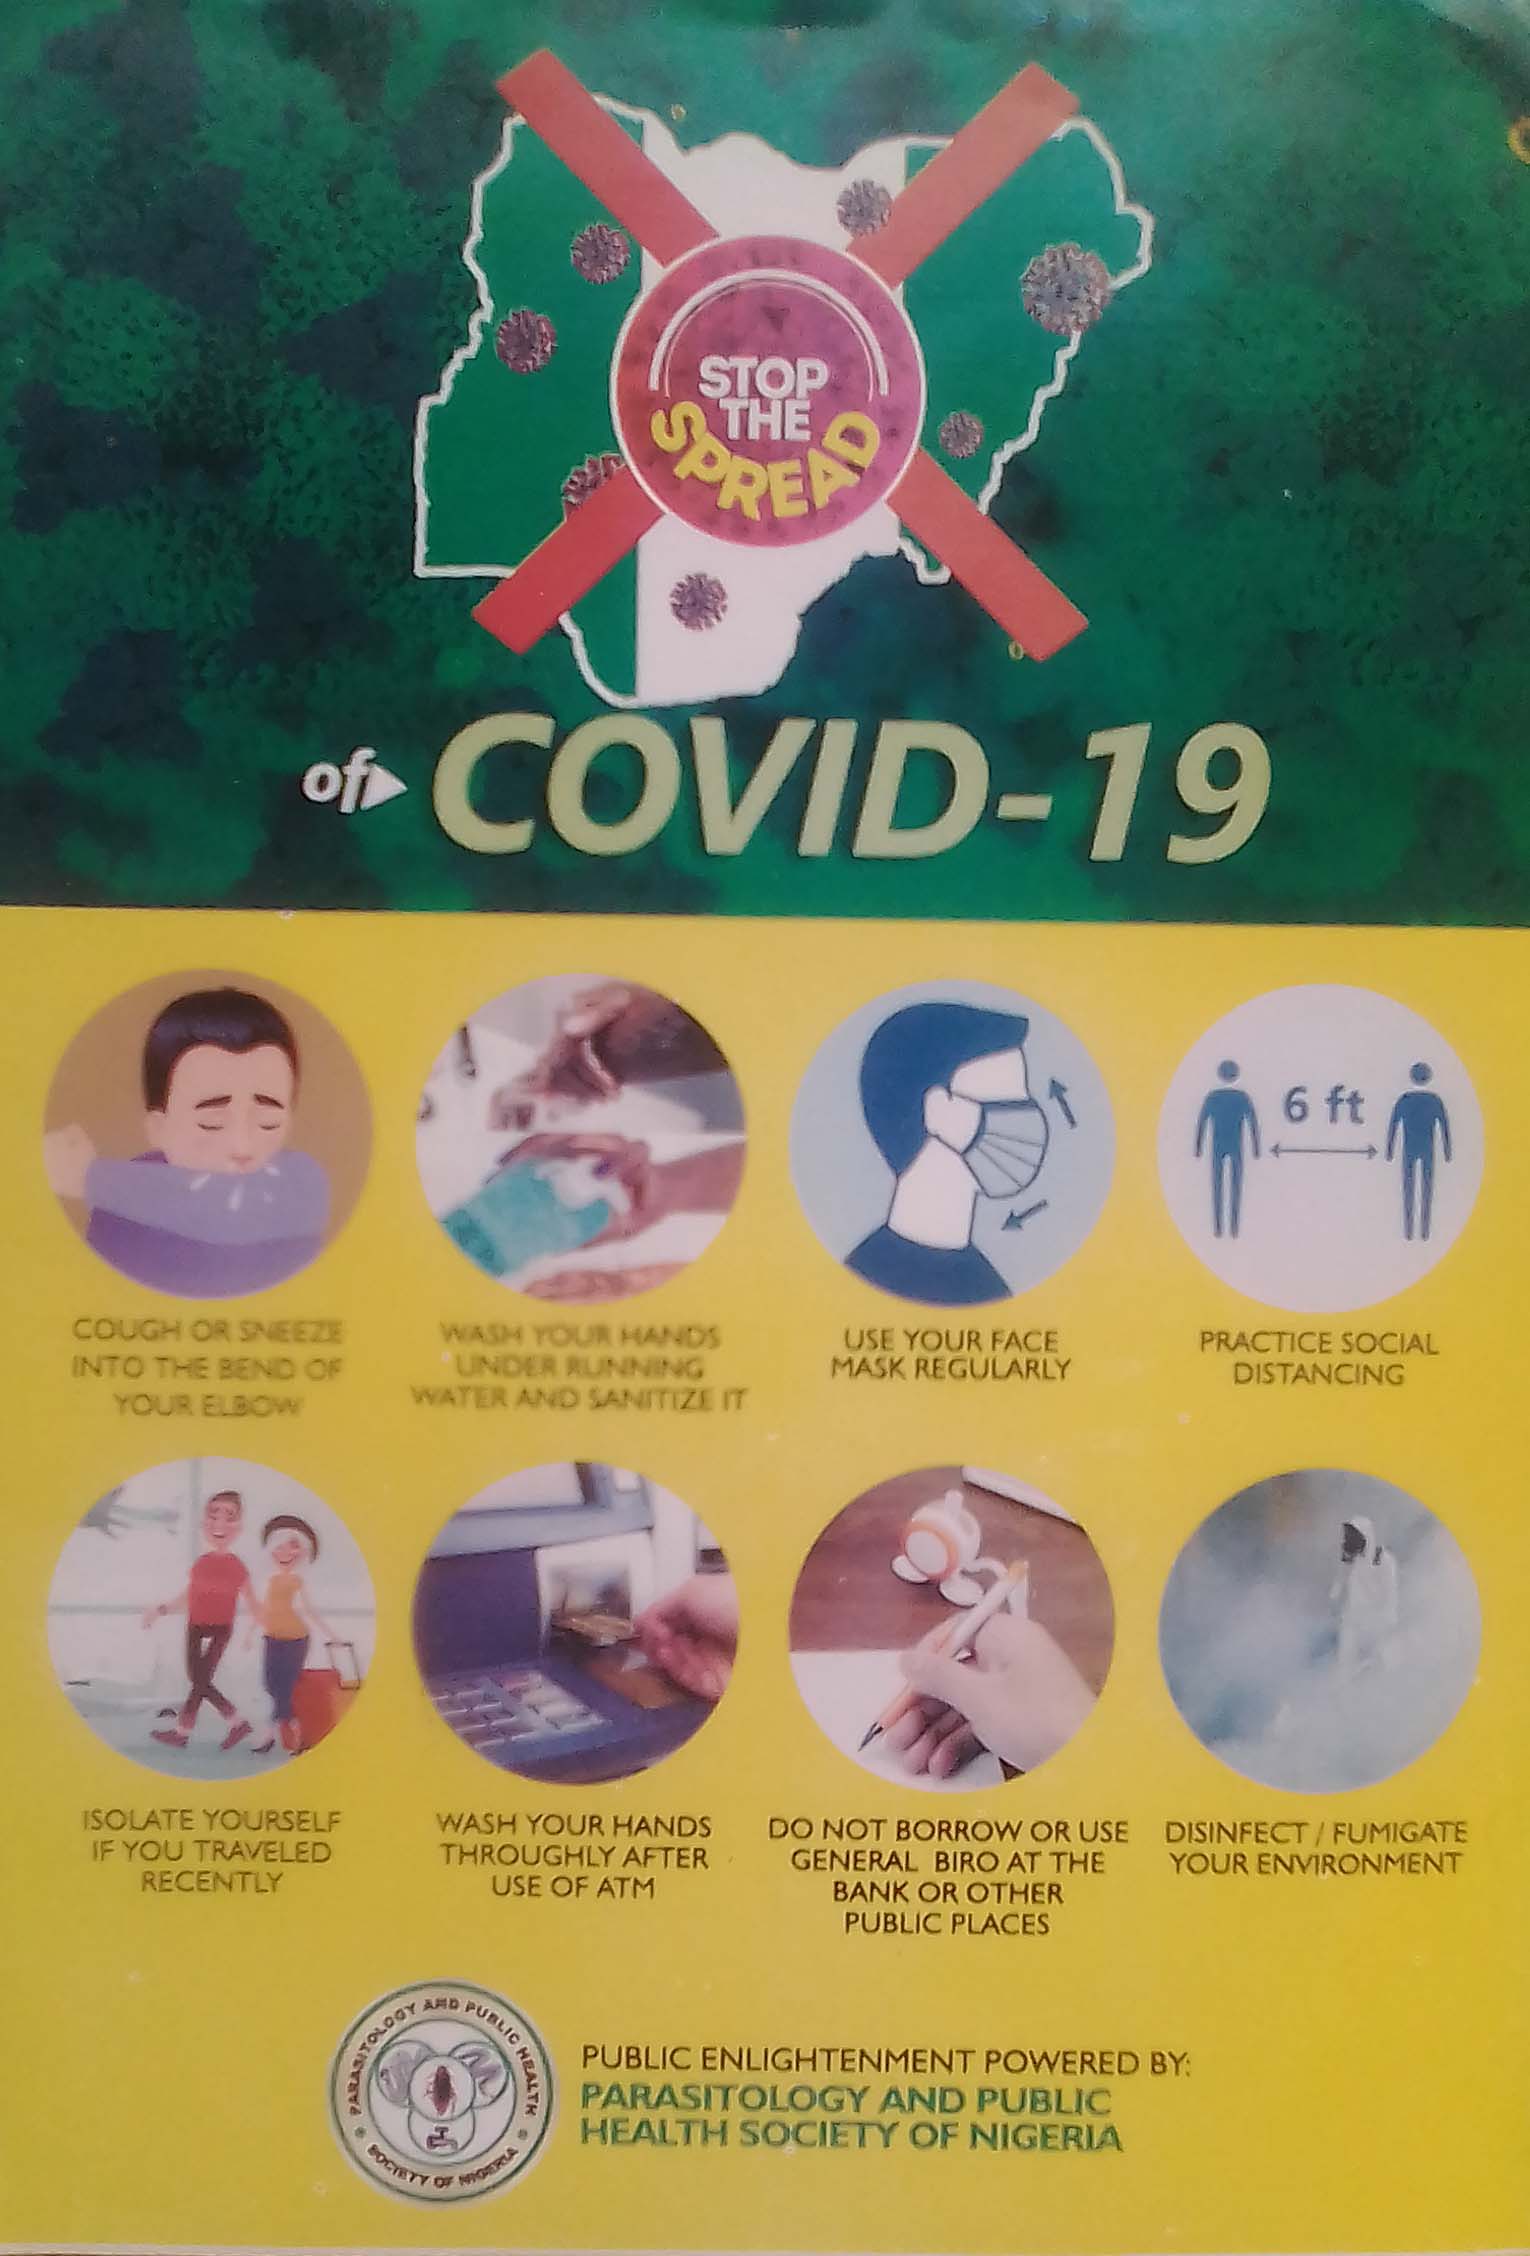 STOP
THE
SPREAD
of COVID-19
6 ft
COUGH OR SNEEZE
INTO THE BEND OF
YOUR ELBOW
WASH YOUR HANDS
UNDER RUNNING
WATER AND SANITIZE IT
USE YOUR FACE
MASK REGULARLY
PRACTICE SOCIAL
DISTANCING
ISOLATE YOURSELF
IF YOU TRAVELED
RECENTLY
WASH YOUR HANDS
THROUGHLY AFTER
USE OF ATM
DO NOT BORROW OR USE
GENERAL BIRO AT THE
BANK OR OTHER
PUBLIC PLACES
DISINFECT / FUMIGATE
YOUR ENVIRONMENT
PARASITOLOGY AND PUBLIC HEALTH
SOCIETY OF NIGERIA
PUBLIC ENLIGHTENMENT POWERED BY:
PARASITOLOGY AND PUBLIC
HEALTH SOCIETY OF NIGERIA